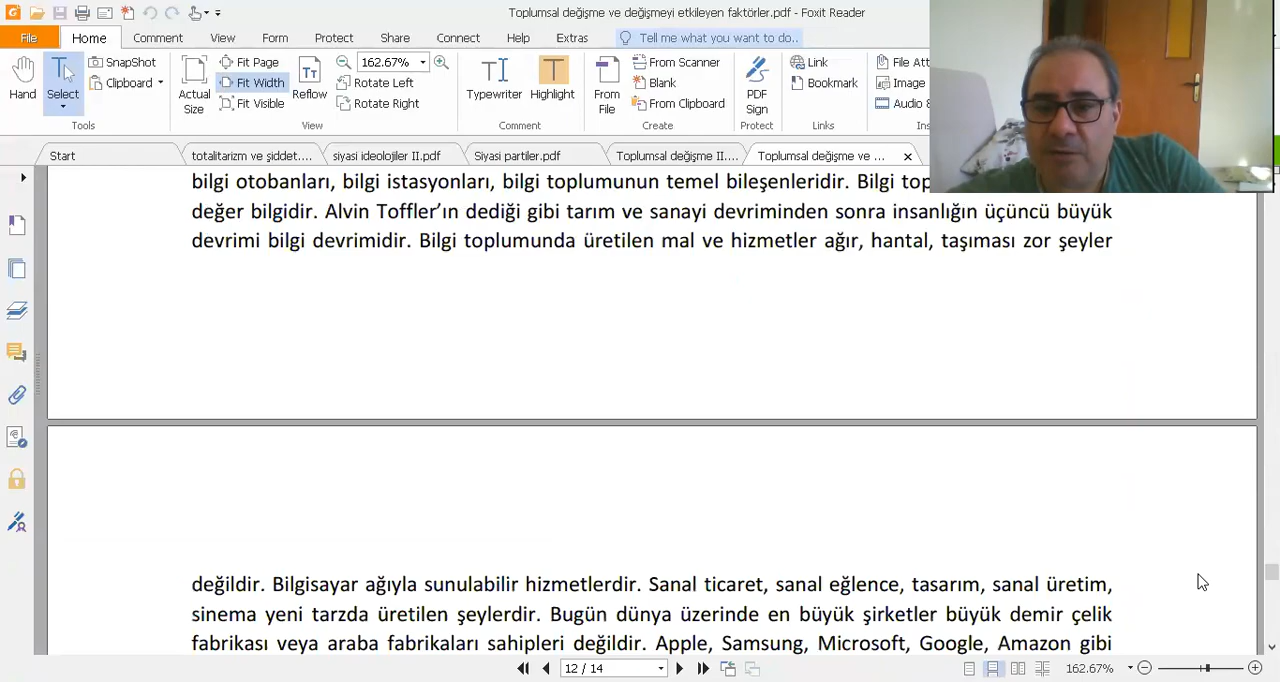 Toplumsal değişme ve değişmeyi etkileyen faktörler.pdf - Foxit Reader
File Home Comment View Form Protect Share Connect Help Extras Tell me what you want to do..
Hand
Select
SnapShot
Clipboard
Tools
Actual Size
Fit Page
Fit Width
Fit Visible
Reflow
162.67%
Rotate Left
Rotate Right
View
Typewriter
Highlight
Comment
From File
From Scanner
Blank
From Clipboard
Create
PDF Sign
Protect
Link
Bookmark
Links
File Att
Image
Audio &
Ins
Start totalitarizm ve şiddet.... siyasi ideolojiler II.pdf Siyasi partiler.pdf Toplumsal değişme II.... Toplumsal değişme ve ...
bilgi otobanları, bilgi istasyonları, bilgi toplumunun temel bileşenleridir. Bilgi top
değer bilgidir. Alvin Toffler’ın dediği gibi tarım ve sanayi devriminden sonra insanlığın üçüncü büyük
devrimi bilgi devrimidir. Bilgi toplumunda üretilen mal ve hizmetler ağır, hantal, taşıması zor şeyler
değildir. Bilgisayar ağıyla sunulabilir hizmetlerdir. Sanal ticaret, sanal eğlence, tasarım, sanal üretim,
sinema yeni tarzda üretilen şeylerdir. Bugün dünya üzerinde en büyük şirketler büyük demir çelik
fabrikası veya araba fabrikaları sahipleri değildir. Apple, Samsung, Microsoft, Google, Amazon gibi
12 / 14
162.67%